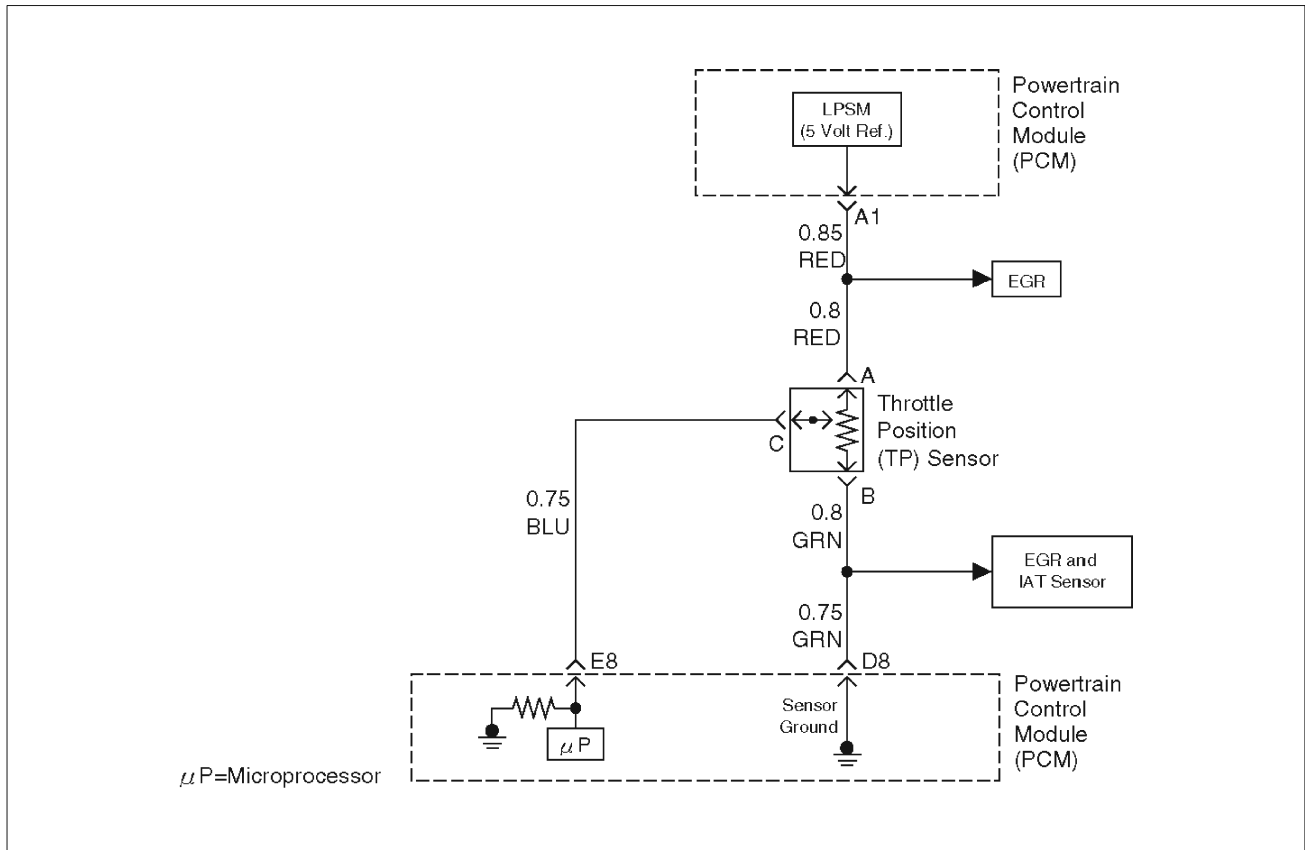 LPSM
(5 Volt Ref.)
Powertrain
Control
Module
(PCM)
A1
0.85
RED
EGR
0.8
RED
A
C
Throttle
Position
(TP) Sensor
B
0.75
BLU
0.8
GRN
EGR and
IAT Sensor
0.75
GRN
E8
D8
Sensor
Ground
μP
Powertrain
Control
Module
(PCM)
μP=Microprocessor